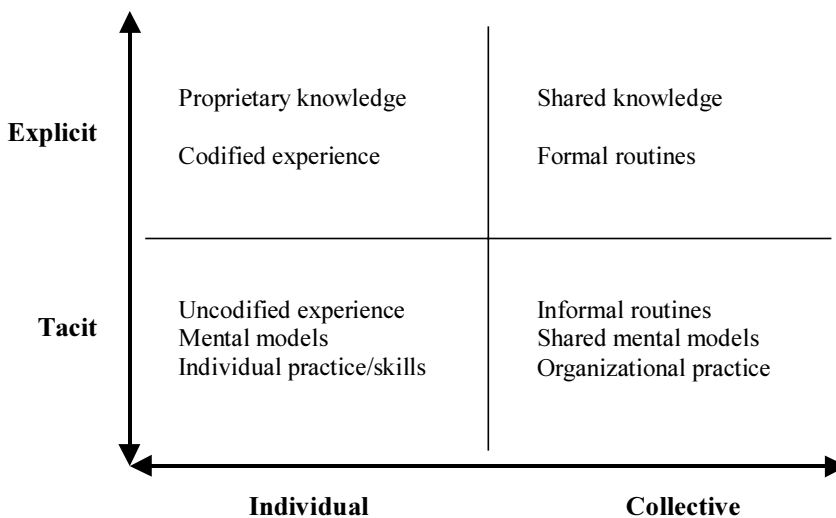 Proprietary knowledge
Shared knowledge
Explicit
Codified experience
Formal routines
Uncodified experience
Informal routines
Tacit
Mental models
Shared mental models
Individual practice/skills
Organizational practice
Individual
Collective